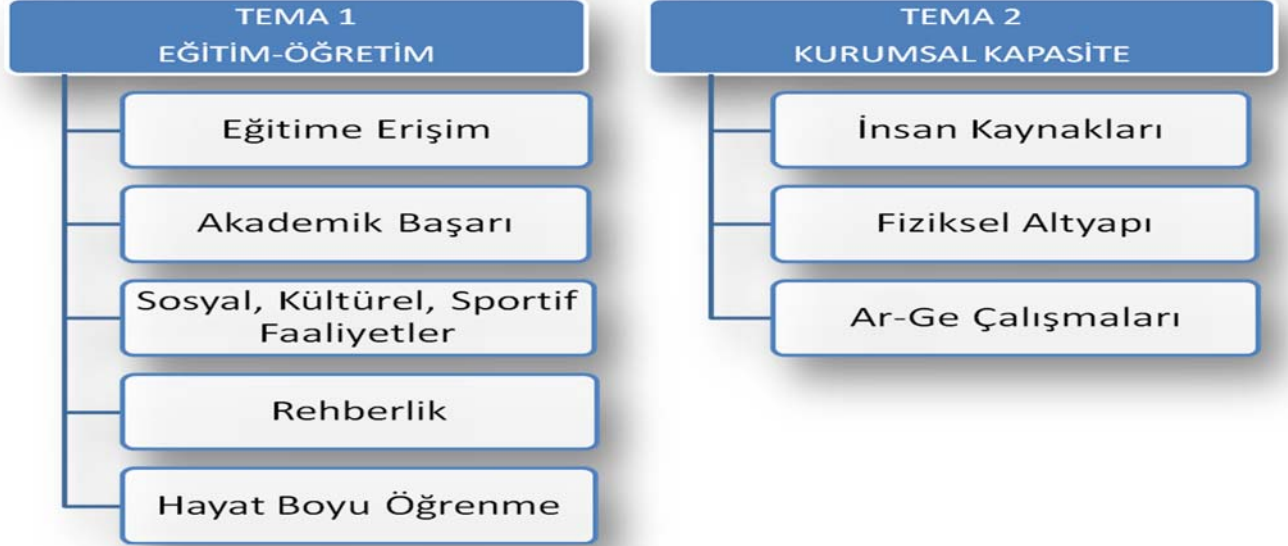 TEMA 1
EĞİTİM-ÖĞRETİM
Eğitime Erişim
Akademik Başarı
Sosyal, Kültürel, Sportif
Faaliyetler
Rehberlik
Hayat Boyu Öğrenme
TEMA 2
KURUMSAL KAPASİTE
İnsan Kaynakları
Fiziksel Altyapı
Ar-Ge Çalışmaları